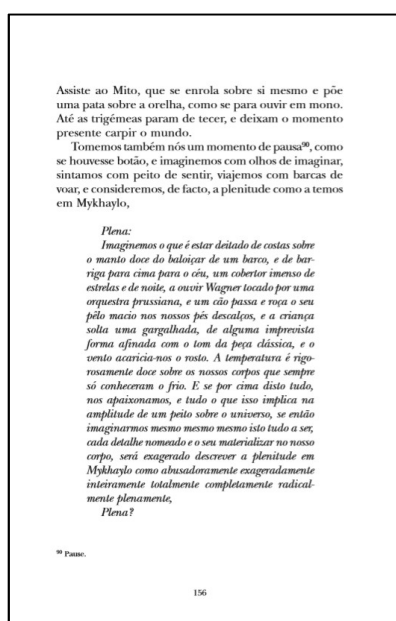 Assiste ao Mito, que se enrola sobre si mesmo e põe
uma pata sobre a orelha, como se para ouvir em mono.
Até as trigémeas param de tecer, e deixam o momento
presente carpir o mundo.
Tomemos também nós um momento de pausa⁹⁰, como
se houvesse botão, e imaginemos com olhos de imaginar,
sintamos com peito de sentir, viajemos com barcas de
voar, e consideremos, de facto, a plenitude como a temos
em Mykhaylo,
Plena:
Imaginemos o que é estar deitado de costas sobre
o manto doce do baloiçar de um barco, e de bar-
riga para cima para o céu, um cobertor imenso de
estrelas e de noite, a ouvir Wagner tocado por uma
orquestra prussiana, e um cão passa e roça o seu
pêlo macio nos nossos pés descalços, e a criança
solta uma gargalhada, de alguma imprevista
forma afinada com o tom da peça clássica, e o
vento acaricia-nos o rosto. A temperatura é rigo-
rosamente doce sobre os nossos corpos que sempre
só conheceram o frio. E se por cima disto tudo,
nos apaixonamos, e tudo o que isso implica na
amplitude de um peito sobre o universo, se então
imaginarmos mesmo mesmo mesmo isto tudo a ser,
cada detalhe nomeado e o seu materializar no nosso
corpo, será exagerado descrever a plenitude em
Mykhaylo como abusadoramente exageradamente
inteiramente totalmente completamente radical-
mente plenamente,
Plena?
⁹⁰ Pause.
156